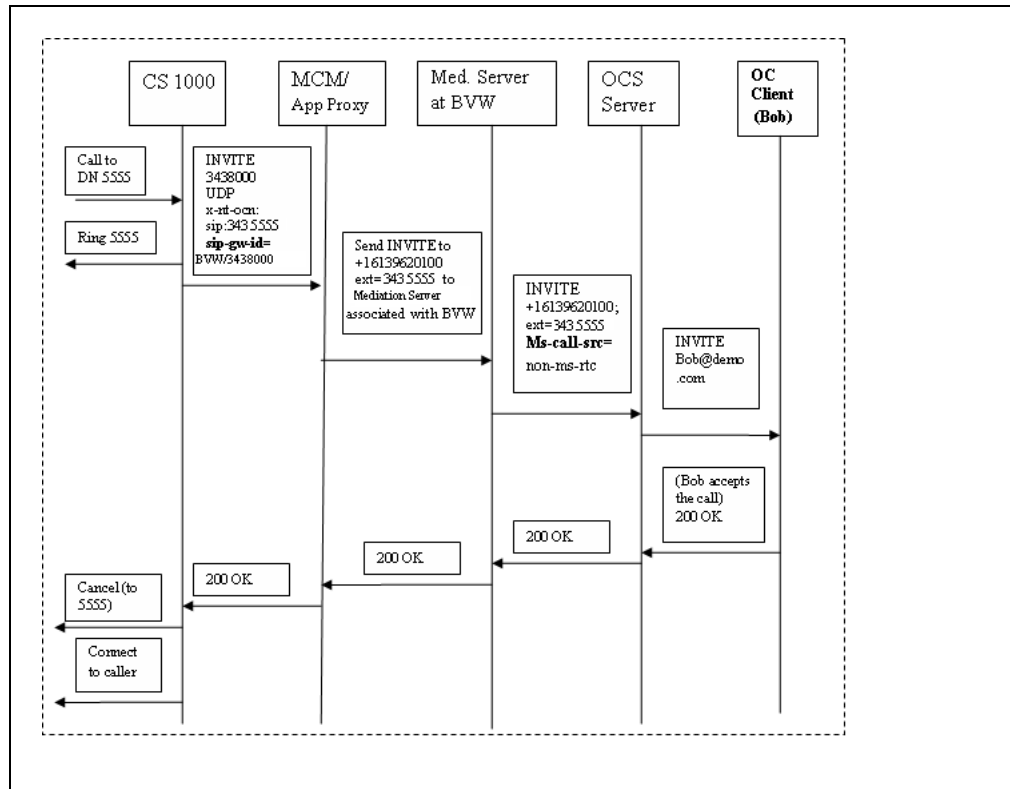 CS 1000
MCM/
App Proxy
Med. Server
at BVW
OCS
Server
OC
Client
(Bob)
Call to
DN 5555
INVITE
3438000
UDP
x-nt-ocn:
sip:343 5555
sip-gw-id=
BVW/3438000
Ring 5555
Send INVITE to
+16139620100
ext=343 5555 to
Mediation Server
associated with BVW
INVITE
+16139620100;
ext=343 5555
Ms-call-src=
non-ms-rtc
INVITE
Bob@demo
.com
(Bob accepts
the call)
200 OK
200 OK
200 OK
200 OK
Cancel (to
5555)
Connect
to caller